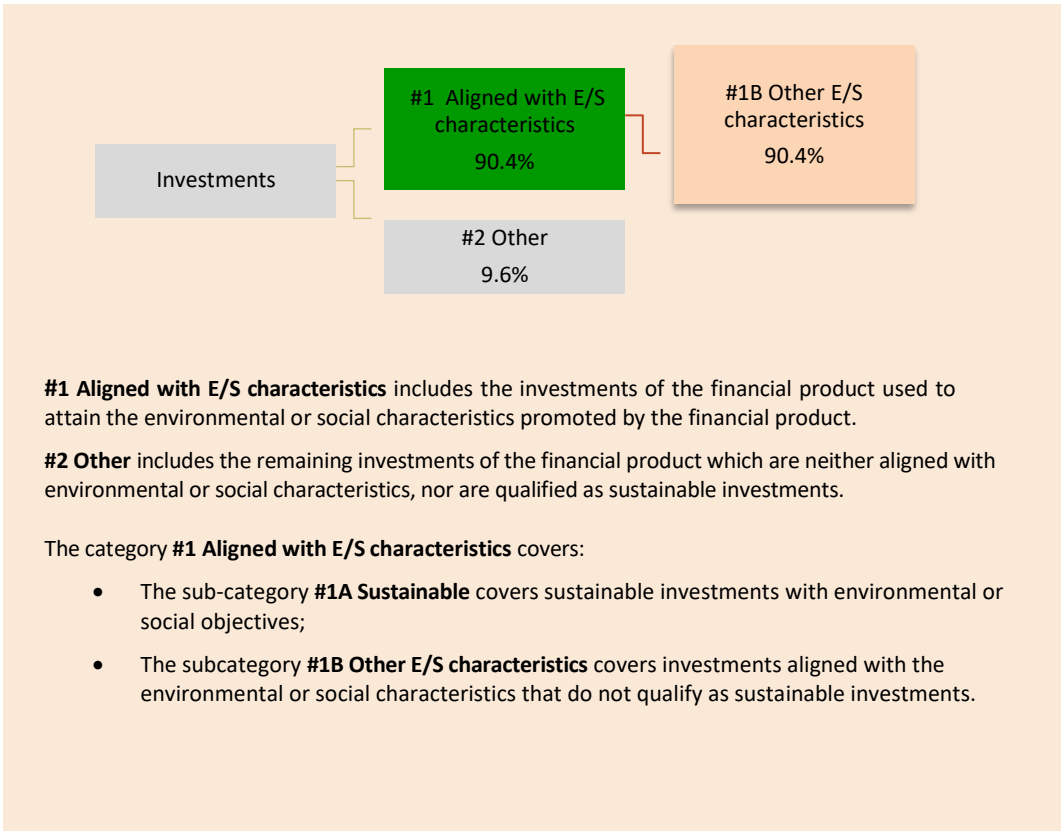 #1 Aligned with E/S
characteristics
90.4%
#1B Other E/S
characteristics
90.4%
Investments
#2 Other
9.6%
#1 Aligned with E/S characteristics includes the investments of the financial product used to
attain the environmental or social characteristics promoted by the financial product.
#2 Other includes the remaining investments of the financial product which are neither aligned with
environmental or social characteristics, nor are qualified as sustainable investments.
The category #1 Aligned with E/S characteristics covers:
• The sub-category #1A Sustainable covers sustainable investments with environmental or
social objectives;
• The subcategory #1B Other E/S characteristics covers investments aligned with the
environmental or social characteristics that do not qualify as sustainable investments.